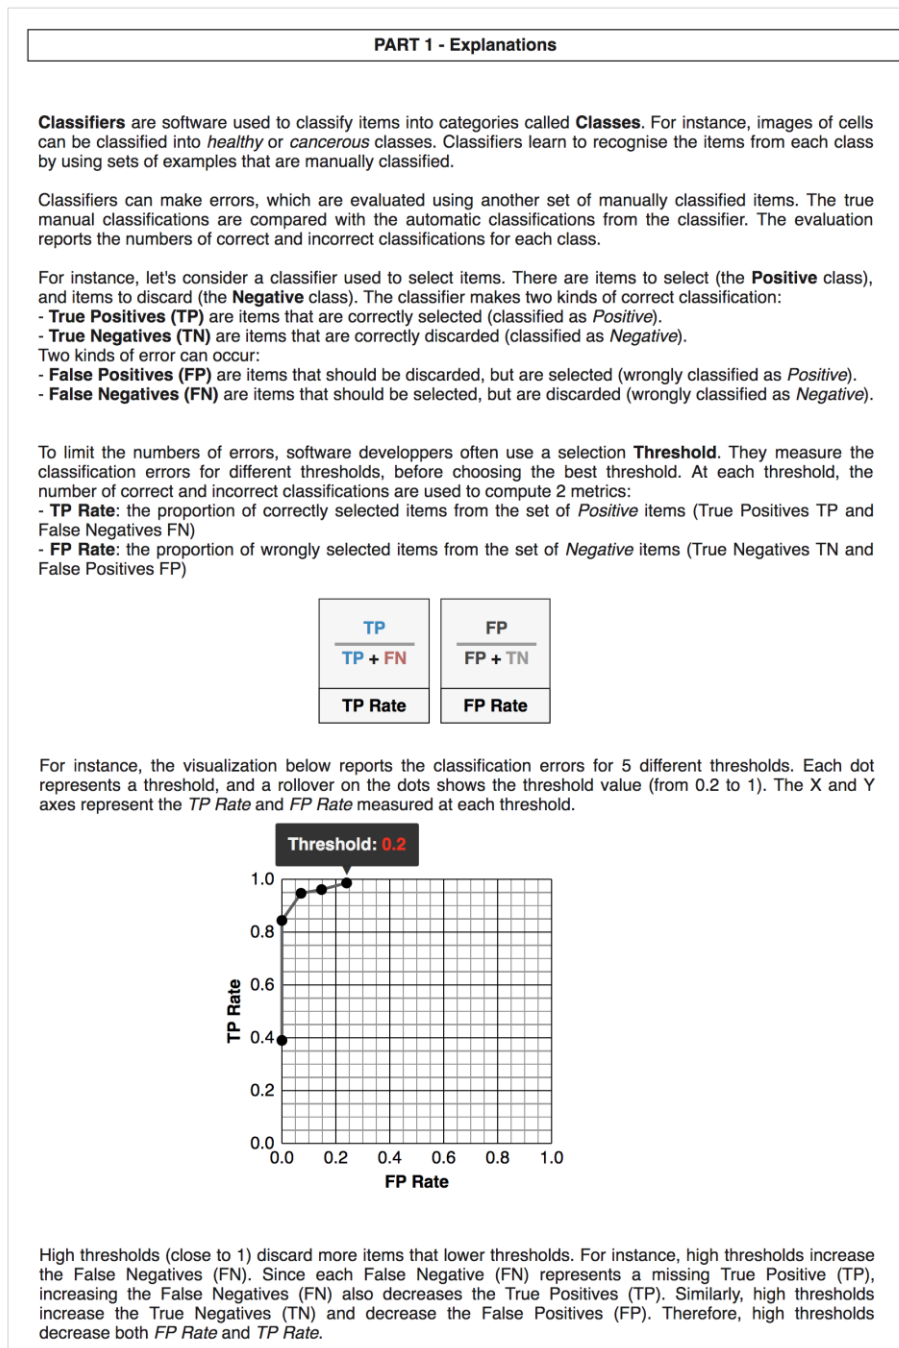 PART 1 - Explanations
Classifiers are software used to classify items into categories called Classes. For instance, images of cells
can be classified into healthy or cancerous classes. Classifiers learn to recognise the items from each class
by using sets of examples that are manually classified.
Classifiers can make errors, which are evaluated using another set of manually classified items. The true
manual classifications are compared with the automatic classifications from the classifier. The evaluation
reports the numbers of correct and incorrect classifications for each class.
For instance, let's consider a classifier used to select items. There are items to select (the Positive class),
and items to discard (the Negative class). The classifier makes two kinds of correct classification:
- True Positives (TP) are items that are correctly selected (classified as Positive).
- True Negatives (TN) are items that are correctly discarded (classified as Negative).
Two kinds of error can occur:
- False Positives (FP) are items that should be discarded, but are selected (wrongly classified as Positive).
- False Negatives (FN) are items that should be selected, but are discarded (wrongly classified as Negative).
To limit the numbers of errors, software developpers often use a selection Threshold. They measure the
classification errors for different thresholds, before choosing the best threshold. At each threshold, the
number of correct and incorrect classifications are used to compute 2 metrics:
- TP Rate: the proportion of correctly selected items from the set of Positive items (True Positives TP and
False Negatives FN)
- FP Rate: the proportion of wrongly selected items from the set of Negative items (True Negatives TN and
False Positives FP)
TP
TP + FN
TP Rate
FP
FP + TN
FP Rate
For instance, the visualization below reports the classification errors for 5 different thresholds. Each dot
represents a threshold, and a rollover on the dots shows the threshold value (from 0.2 to 1). The X and Y
axes represent the TP Rate and FP Rate measured at each threshold.
Threshold: 0.2
1.0
0.8
0.6
0.4
0.2
0.0
TP Rate
0.0 0.2 0.4 0.6 0.8 1.0
FP Rate
High thresholds (close to 1) discard more items that lower thresholds. For instance, high thresholds increase
the False Negatives (FN). Since each False Negative (FN) represents a missing True Positive (TP),
increasing the False Negatives (FN) also decreases the True Positives (TP). Similarly, high thresholds
increase the True Negatives (TN) and decrease the False Positives (FP). Therefore, high thresholds
decrease both FP Rate and TP Rate.